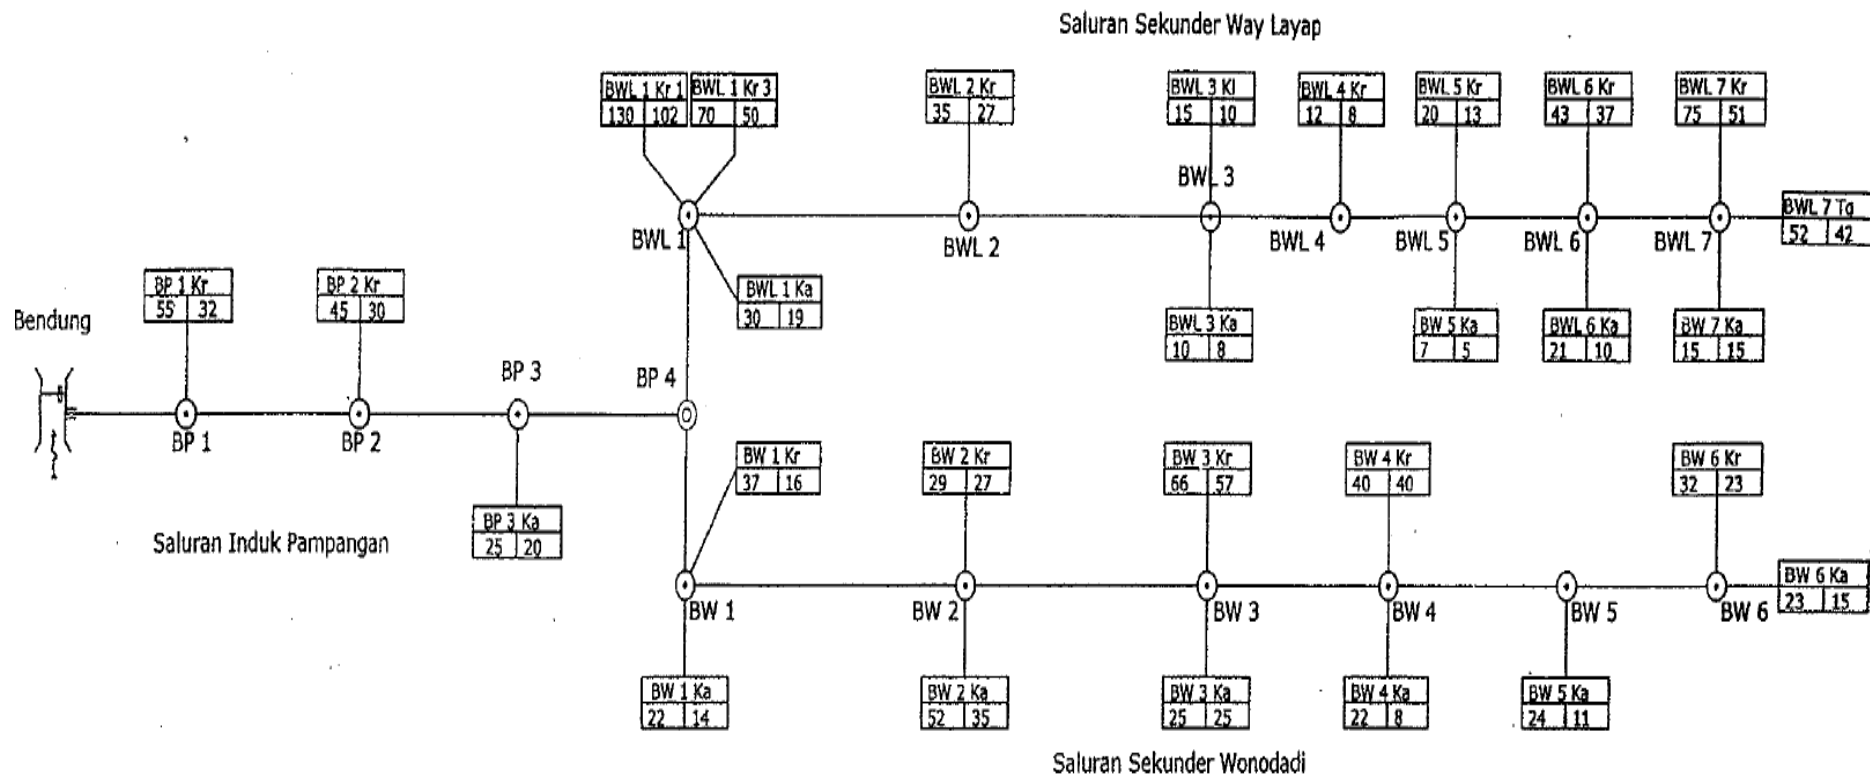 Saluran Sekunder Way Layap
BWL 1 Kr 1
130 102
BWL 1 Kr 3
70 50
BWL 2 Kr
35 27
BWL 3 Kl
15 10
BWL 4 Kr
12 8
BWL 5 Kr
20 13
BWL 6 Kr
43 37
BWL 7 Kr
75 51
BWL 1
BWL 2
BWL 3
BWL 4
BWL 5
BWL 6
BWL 7
BWL 7 Tg
52 42
BWL 1 Ka
30 19
BWL 3 Ka
10 8
BW 5 Ka
7 5
BWL 6 Ka
21 10
BW 7 Ka
15 15
Bendung
BP 1 Kr
55 32
BP 2 Kr
45 30
BP 1
BP 2
BP 3
BP 4
BP 3 Ka
25 20
Saluran Induk Pampangan
BW 1 Kr
37 16
BW 2 Kr
29 27
BW 3 Kr
66 57
BW 4 Kr
40 40
BW 6 Kr
32 23
BW 1
BW 2
BW 3
BW 4
BW 5
BW 6
BW 6 Ka
23 15
BW 1 Ka
22 14
BW 2 Ka
52 35
BW 3 Ka
25 25
BW 4 Ka
22 8
BW 5 Ka
24 11
Saluran Sekunder Wonodadi